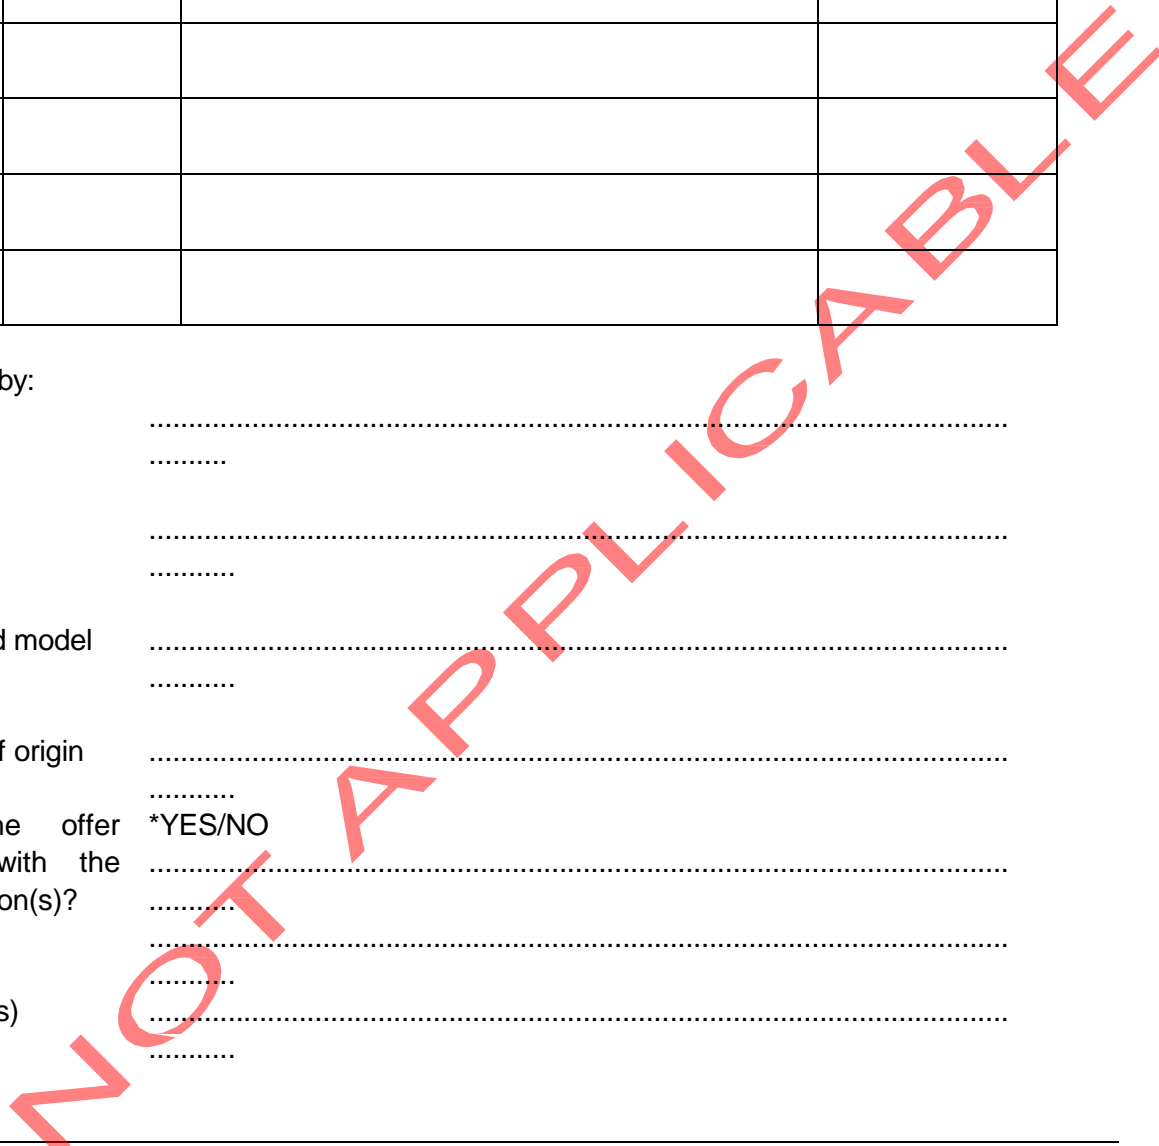 by:
..............................................................................................................
..........
..............................................................................................................
...........
d model ..............................................................................................................
...........
f origin ..............................................................................................................
...........
ne offer *YES/NO
with the ..............................................................................................................
on(s)? ...........
..............................................................................................................
...........
s) ..............................................................................................................
...........
NOT APPLICABLE